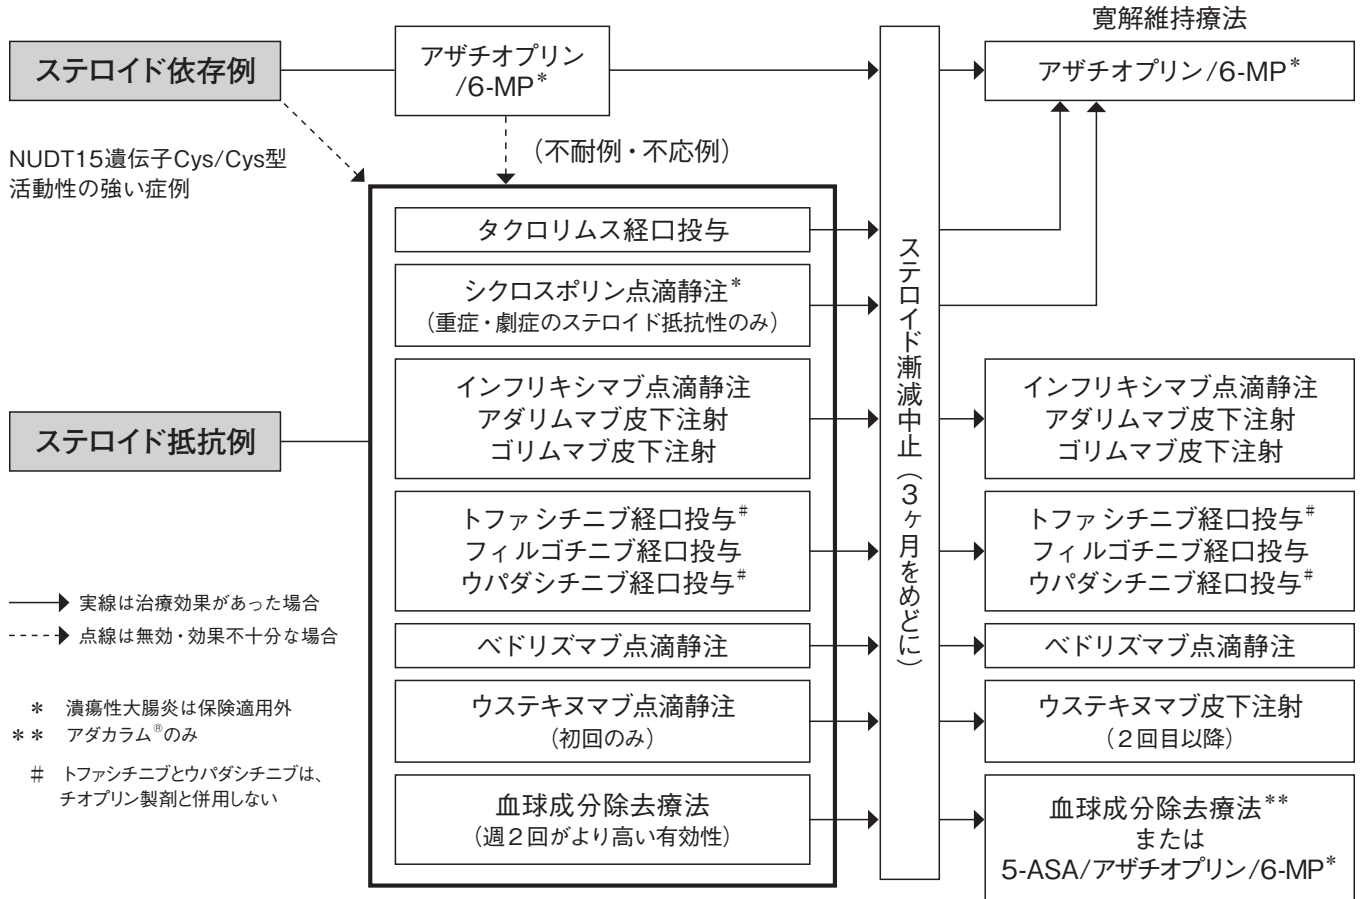 寛解維持療法
ステロイド依存例
アザチオプリン
/6-MP*
アザチオプリン/6-MP*
NUDT15遺伝子Cys/Cys型
活動性の強い症例
(不耐例・不応例)
ステロイド抵抗例
タクロリムス経口投与
シクロスポリン点滴静注*
(重症・劇症のステロイド抵抗性のみ)
インフリキシマブ点滴静注
アダリムマブ皮下注射
ゴリムマブ皮下注射
トファシチニブ経口投与#
フィルゴチニブ経口投与
ウパダシチニブ経口投与#
ベドリズマブ点滴静注
ウステキヌマブ点滴静注
(初回のみ)
血球成分除去療法
(週2回がより高い有効性)
ステロイド漸減中止(3ヶ月をめどに)
インフリキシマブ点滴静注
アダリムマブ皮下注射
ゴリムマブ皮下注射
トファシチニブ経口投与#
フィルゴチニブ経口投与
ウパダシチニブ経口投与#
ベドリズマブ点滴静注
ウステキヌマブ皮下注射
(2回目以降)
血球成分除去療法**
または
5-ASA/アザチオプリン/6-MP*
実線は治療効果があった場合
点線は無効・効果不十分な場合
* 潰瘍性大腸炎は保険適用外
** アダカラム®のみ
# トファシチニブとウパダシチニブは、
チオプリン製剤と併用しない